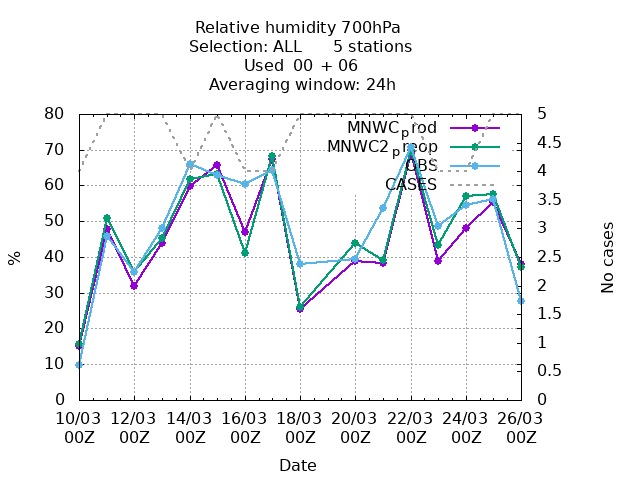 Relative humidity 700hPa
Selection: ALL 5 stations
Used 00 + 06
Averaging window: 24h
MNWC_prod
MNWC2_preop
OBS
CASES
80
70
60
50
40
30
20
10
0
5
4.5
4
3.5
3
2.5
2
1.5
1
0.5
0
%
No cases
10/03 12/03 14/03 16/03 18/03 20/03 22/03 24/03 26/03
00Z 00Z 00Z 00Z 00Z 00Z 00Z 00Z 00Z
Date